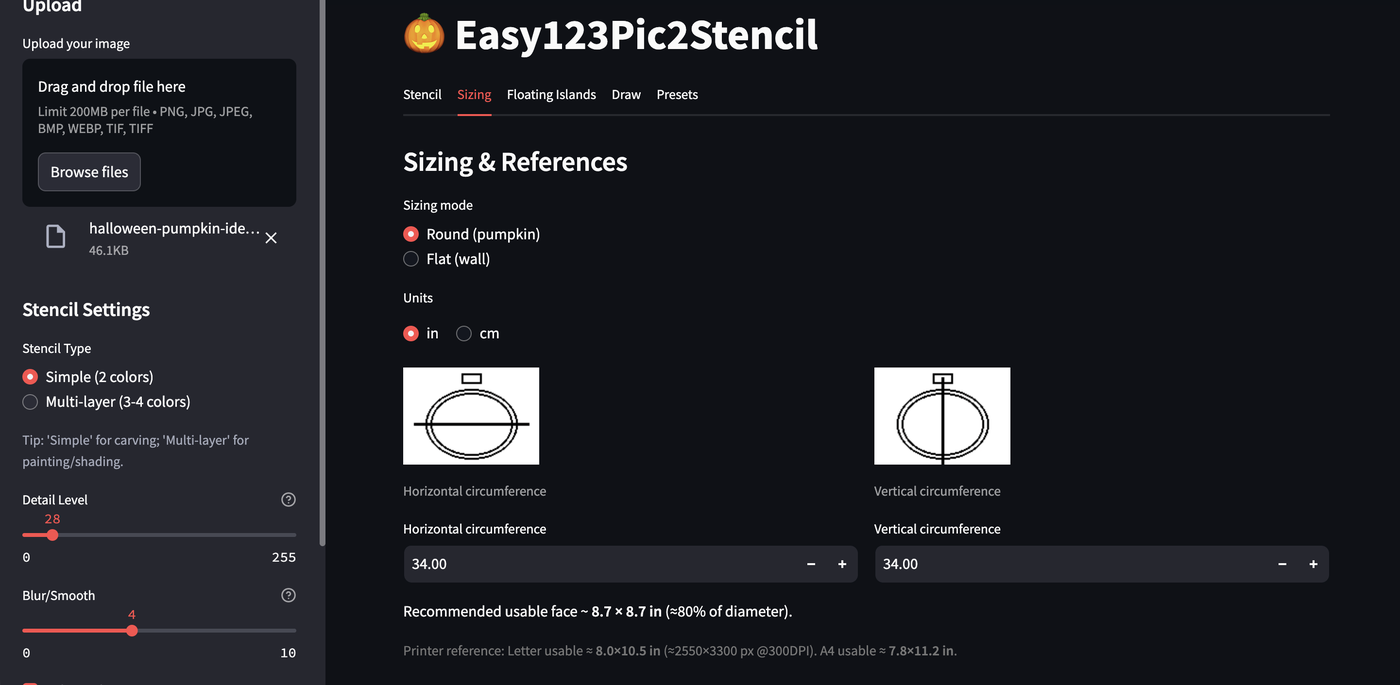 Upload
Upload your image
Drag and drop file here
Limit 200MB per file • PNG, JPG, JPEG,
BMP, WEBP, TIF, TIFF
Browse files
halloween-pumpkin-ide...
46.1KB
Stencil Settings
Stencil Type
Simple (2 colors)
Multi-layer (3-4 colors)
Tip: 'Simple' for carving; 'Multi-layer' for
painting/shading.
Detail Level
28
0 255
Blur/Smooth
4
0 10
Easy123Pic2Stencil
Stencil Sizing Floating Islands Draw Presets
Sizing & References
Sizing mode
Round (pumpkin)
Flat (wall)
Units
in cm
Horizontal circumference Vertical circumference
Horizontal circumference Vertical circumference
34.00 34.00
Recommended usable face ~ 8.7 × 8.7 in (≈80% of diameter).
Printer reference: Letter usable ≈ 8.0×10.5 in (≈2550×3300 px @300DPI). A4 usable ≈ 7.8×11.2 in.